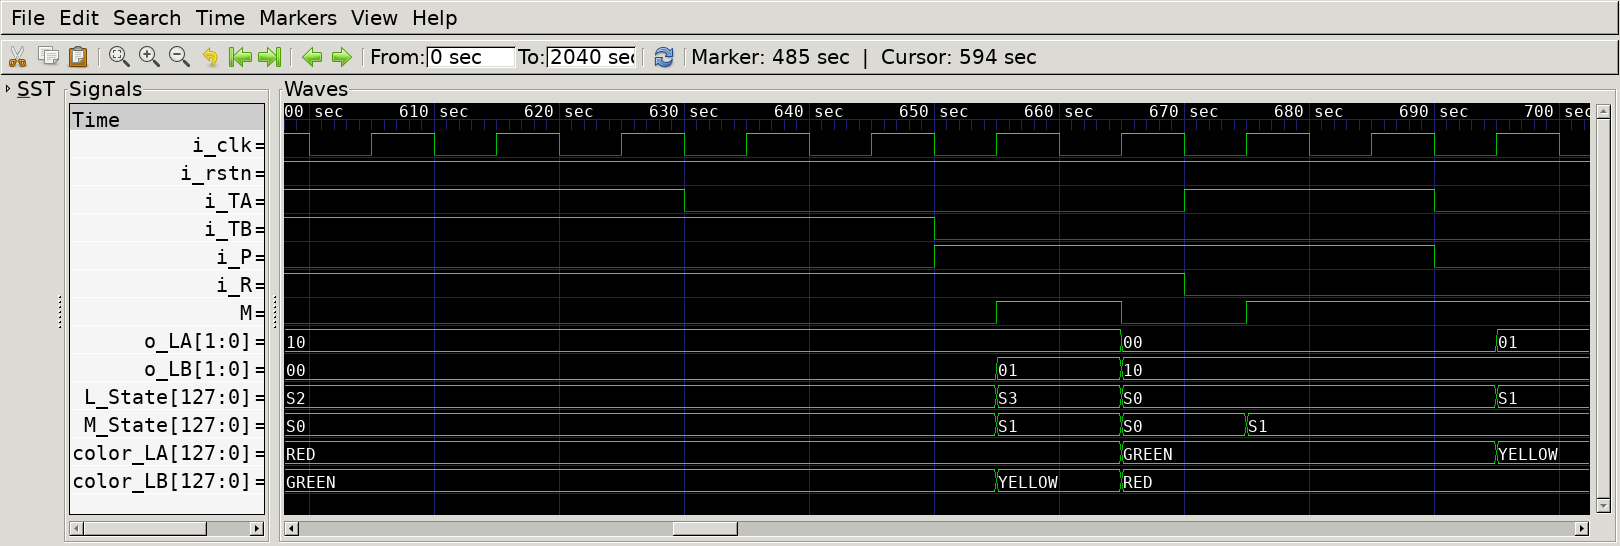 File Edit Search Time Markers View Help
From: 0 sec To: 2040 sec Marker: 485 sec | Cursor: 594 sec
SST Signals Waves
Time 00 sec 610 sec 620 sec 630 sec 640 sec 650 sec 660 sec 670 sec 680 sec 690 sec 700 sec
i_clk=
i_rstn=
i_TA=
i_TB=
i_P=
i_R=
M=
o_LA[1:0]= 10 00 01
o_LB[1:0]= 00 01 10
L_State[127:0]= S2 S3 S0 S1
M_State[127:0]= S0 S1 S0 S1
color_LA[127:0]= RED GREEN YELLOW
color_LB[127:0]= GREEN YELLOW RED